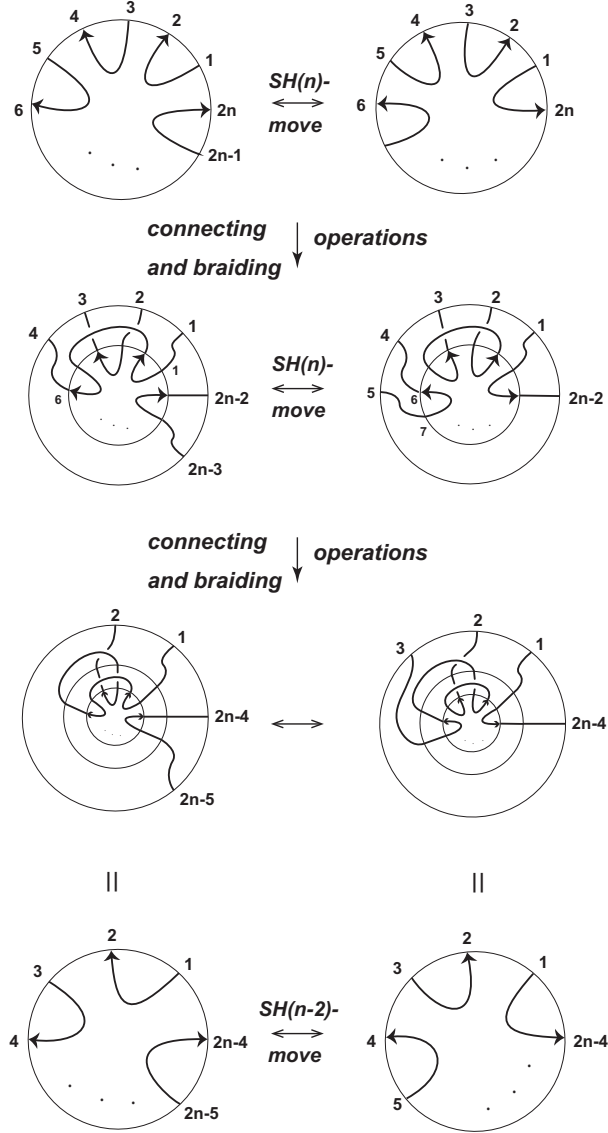 4 3 2 3 2
5 1 4 1
SH(n)-
6 2n 6 2n
move
2n-1
connecting operations
and braiding
3 2 3 2
4 1 4 1
1 SH(n)-
6 2n-2 5 6 2n-2
move
7
2n-3
connecting operations
and braiding
2 2
1 3 1
2n-4 2n-4
2n-5
2 2
3 1 3 1
SH(n-2)-
4 2n-4 4 2n-4
move
2n-5 5